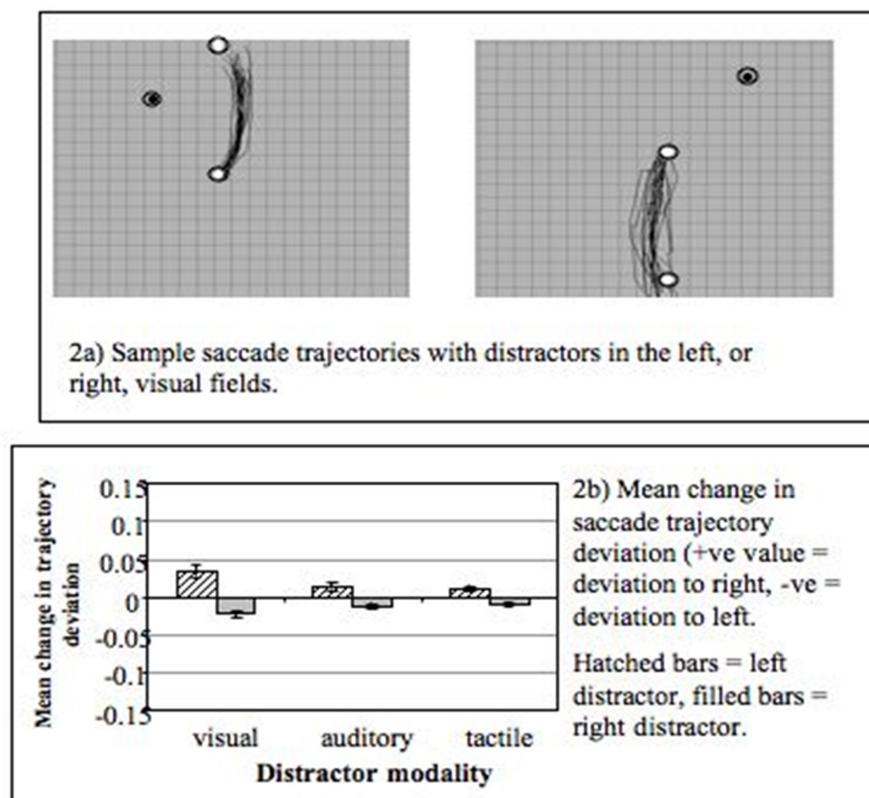 2a) Sample saccade trajectories with distractors in the left, or
right, visual fields.
Mean change in trajectory
deviation
0.15
0.1
0.05
0
-0.05
-0.1
-0.15
visual auditory tactile
Distractor modality
2b) Mean change in
saccade trajectory
deviation (+ve value =
deviation to right, -ve =
deviation to left.
Hatched bars = left
distractor, filled bars =
right distractor.